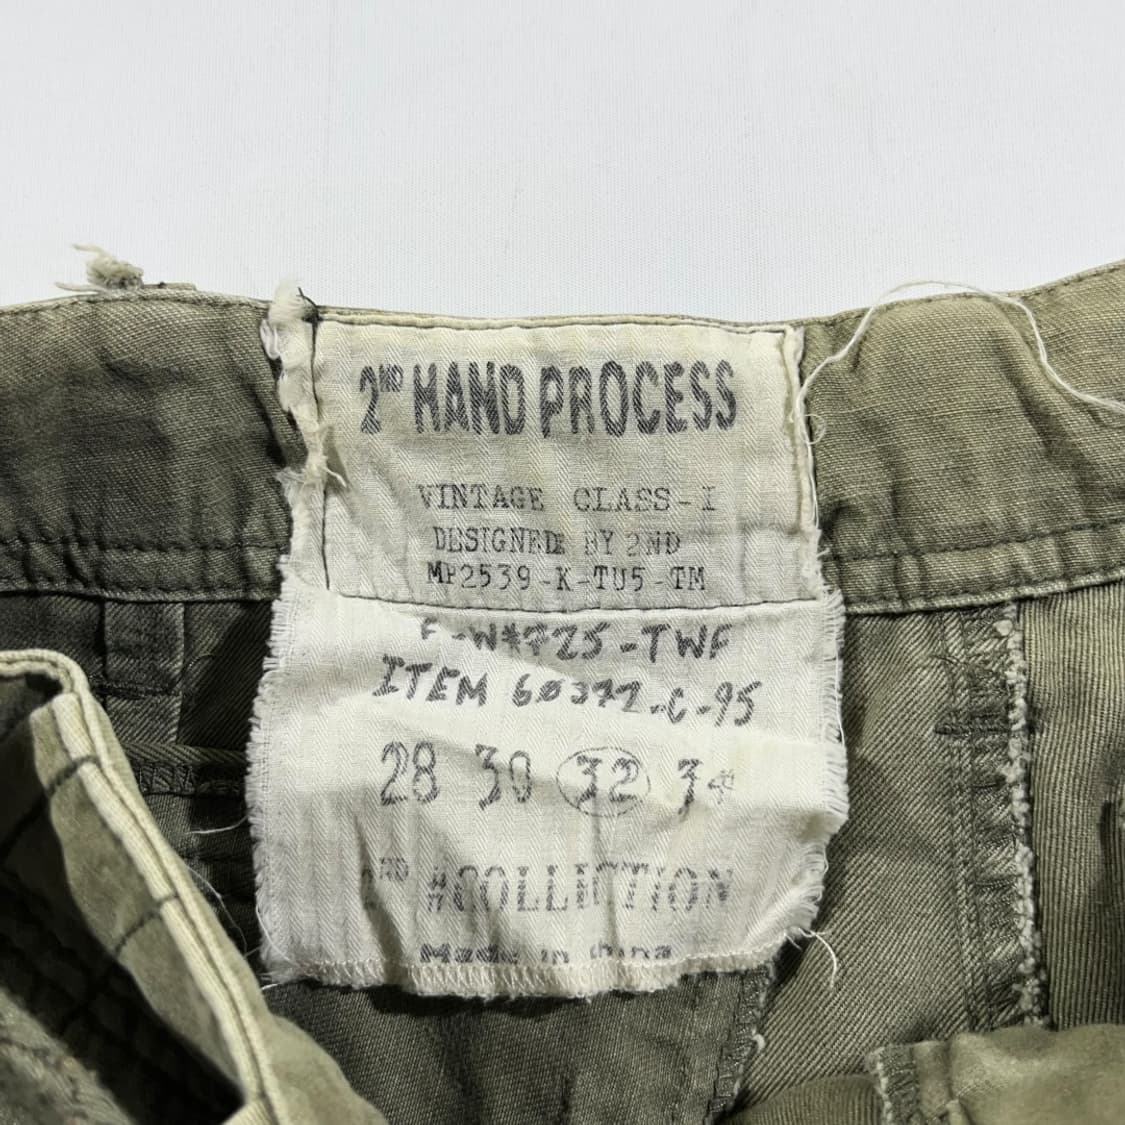 2ND HAND PROCESS
VINTAGE CLASS-I
DESIGNEDE BY 2ND
MP2539-K-TU5-TM
F-W#725-TWF
ITEM 60377-C-95
28 30 32 34
2ND #COLLECTION
Made in China